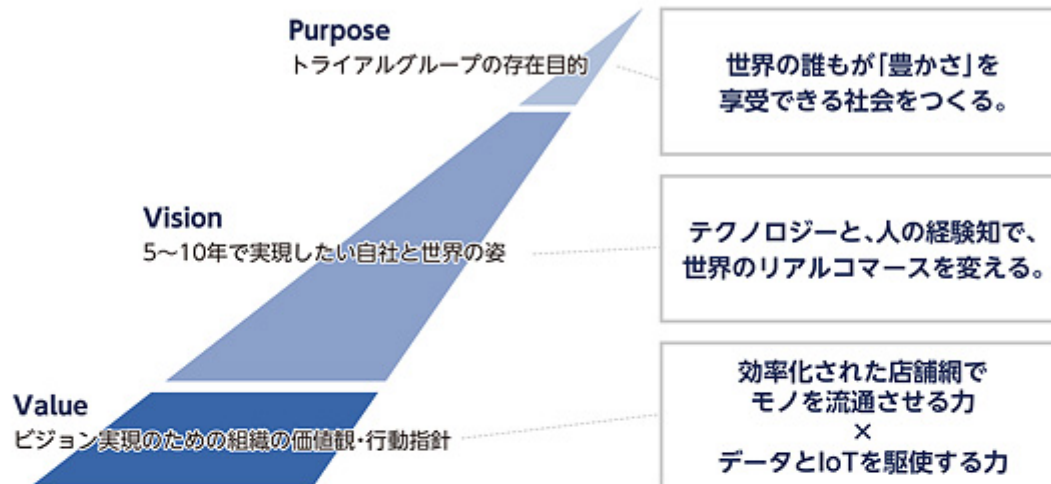 Purpose
トライアルグループの存在目的
世界の誰もが「豊かさ」を
享受できる社会をつくる。
Vision
5〜10年で実現したい自社と世界の姿
テクノロジーと、人の経験知で、
世界のリアルコマースを変える。
Value
ビジョン実現のための組織の価値観・行動指針
効率化された店舗網で
モノを流通させる力
×
データとIoTを駆使する力